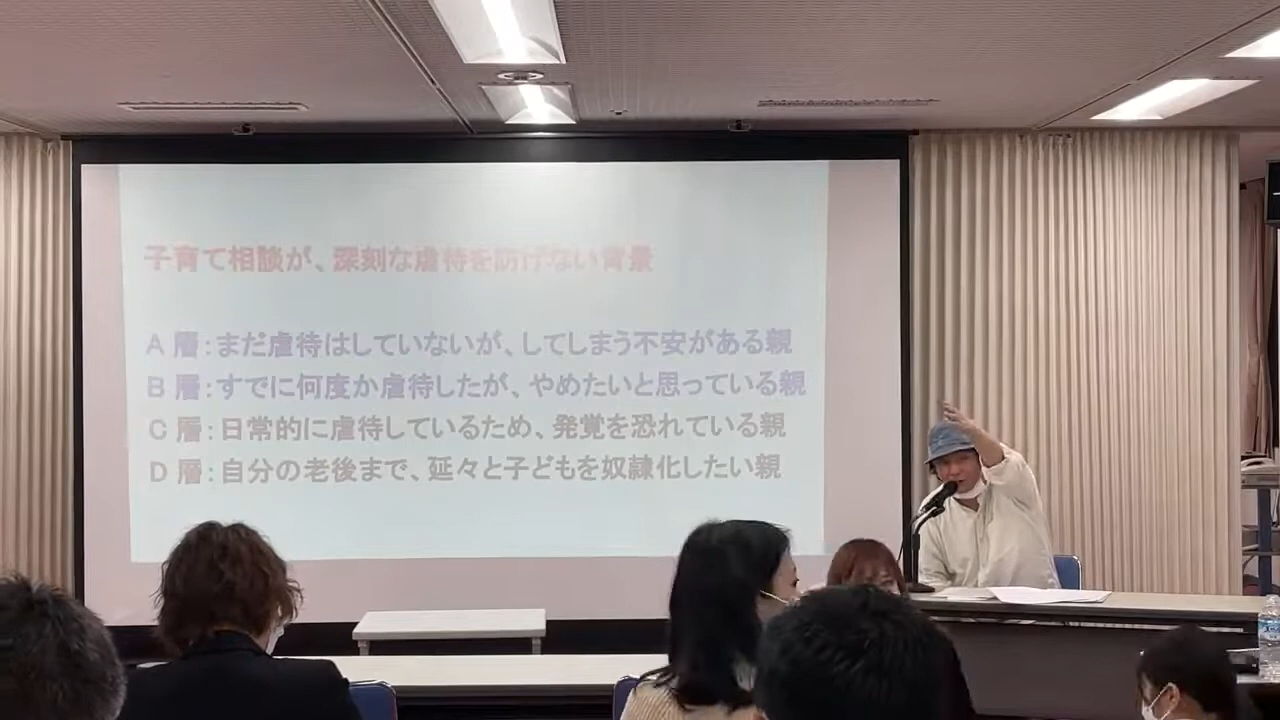 子育て相談が、深刻な虐待を防げない背景
A 層：まだ虐待はしていないが、してしまう不安がある親
B 層：すでに何度か虐待したが、やめたいと思っている親
C 層：日常的に虐待しているため、発覚を恐れている親
D 層：自分の老後まで、延々と子どもを奴隷化したい親